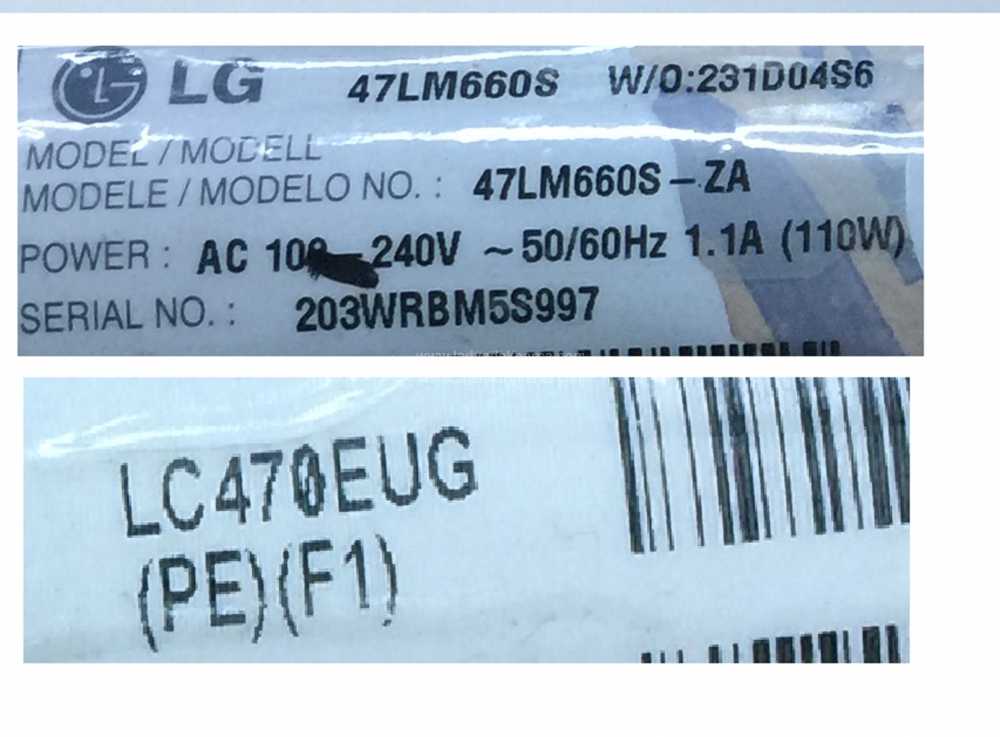 LG 47LM660S W/O:231D04S6
MODEL / MODELL
MODELE / MODELO NO. : 47LM660S-ZA
POWER : AC 100-240V ~50/60Hz 1.1A (110W)
SERIAL NO. : 203WRBM5S997
LC470EUG
(PE)(F1)